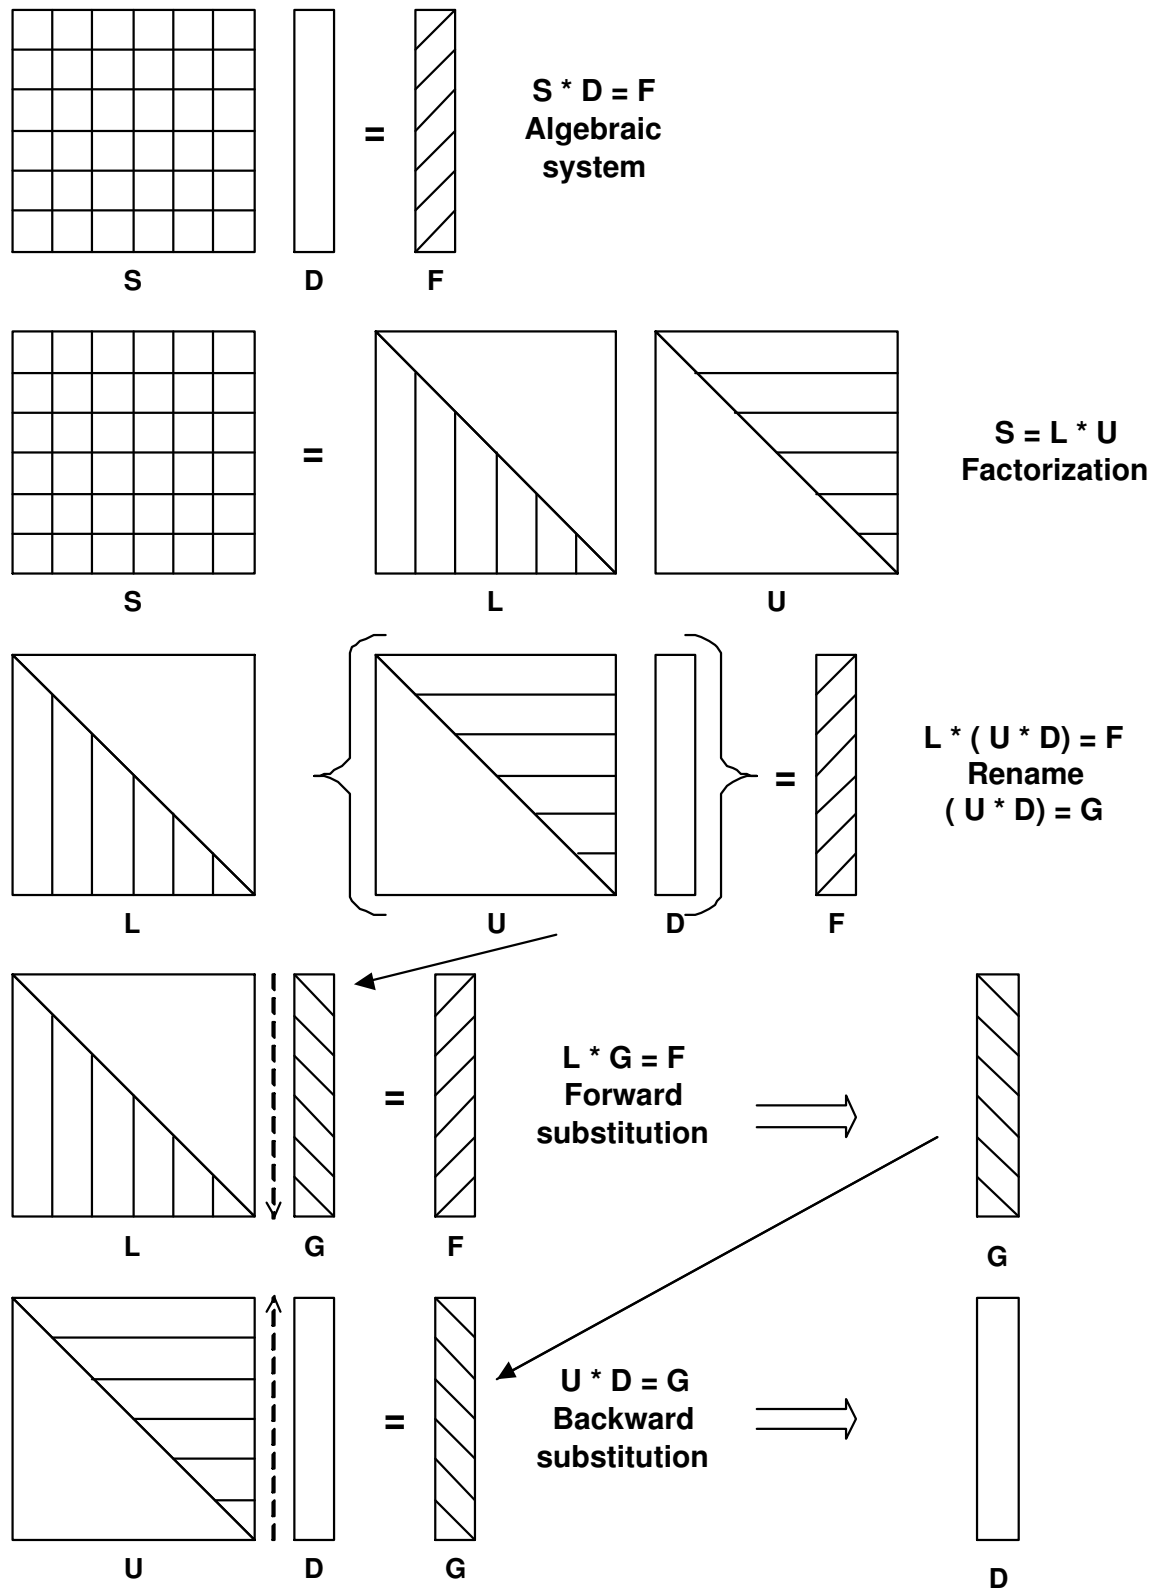 =
S * D = F
Algebraic
system
S
D
F
=
S = L * U
Factorization
S
L
U
=
L * ( U * D) = F
Rename
( U * D) = G
L
U
D
F
=
L * G = F
Forward
substitution
L
G
F
G
=
U * D = G
Backward
substitution
U
D
G
D